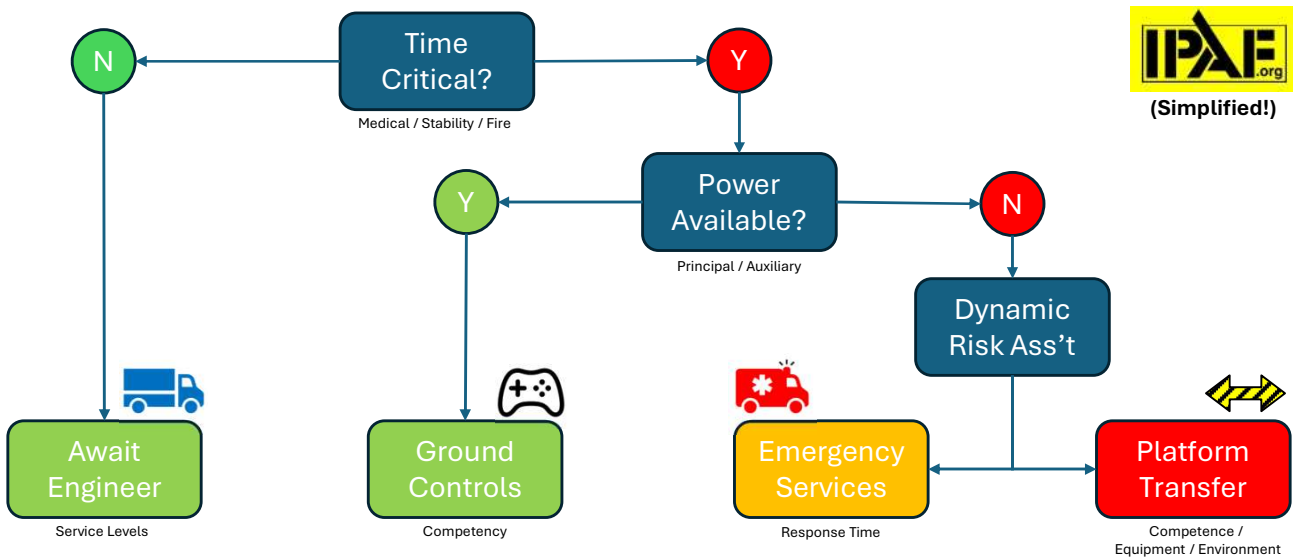 Time
Critical?
N
Y
Medical / Stability / Fire
IPAF
.org
(Simplified!)
Power
Available?
Y
N
Principal / Auxiliary
Dynamic
Risk Ass’t
Await
Engineer
Service Levels
Ground
Controls
Competency
Emergency
Services
Response Time
Platform
Transfer
Competence /
Equipment / Environment